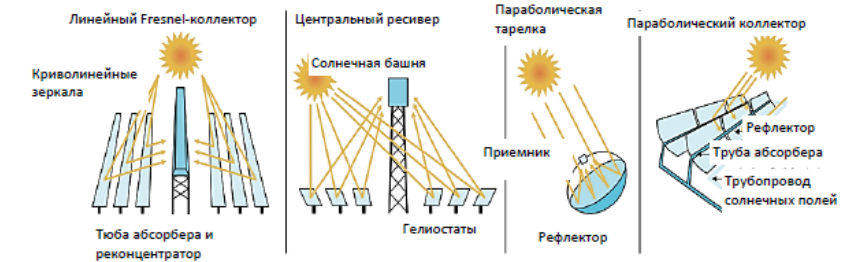 Линейный Fresnel-коллектор
Криволинейные
зеркала
Тюба абсорбера и
реконцентратор
Центральный ресивер
Солнечная башня
Гелиостаты
Параболическая
тарелка
Приемник
Рефлектор
Параболический коллектор
Рефлектор
Труба абсорбера
Трубопровод
солнечных полей